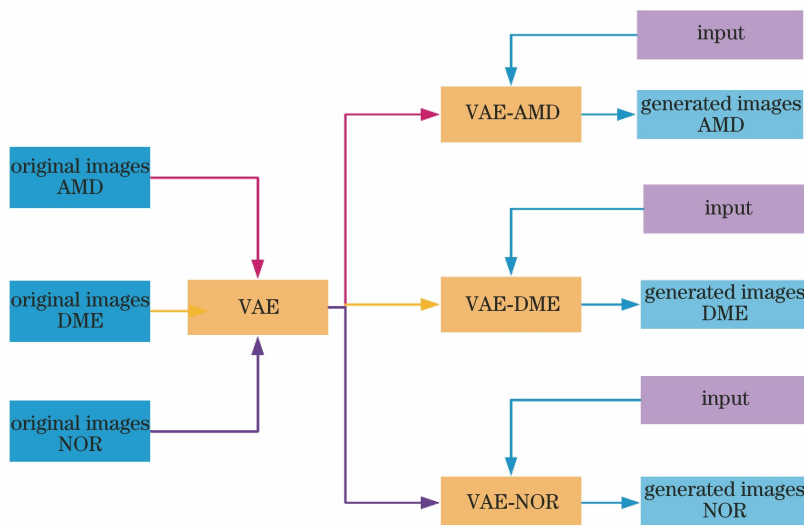 original images
AMD
original images
DME
original images
NOR
VAE
input
VAE-AMD
generated images
AMD
input
VAE-DME
generated images
DME
input
VAE-NOR
generated images
NOR